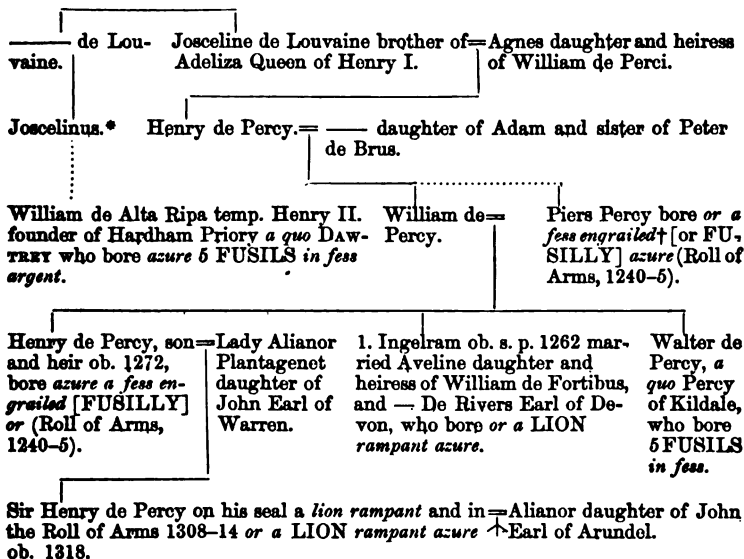 —— de Lou-
vaine.
Josceline de Louvaine brother of=Agnes daughter and heiress
Adeliza Queen of Henry I.
of William de Perci.
Joscelinus.*
Henry de Percy.= —— daughter of Adam and sister of Peter
de Brus.
William de Alta Ripa temp. Henry II.
founder of Hardham Priory a quo DAW-
TREY who bore azure 5 FUSILS in fess
argent.
William de=
Percy.
Piers Percy bore or a
fess engrailed† [or FU-
SILLY] azure (Roll of
Arms, 1240–5).
Henry de Percy, son=Lady Alianor
and heir ob. 1272,
bore azure a fess en-
grailed [FUSILLY]
or (Roll of Arms,
1240–5).
Plantagenet
daughter of
John Earl of
Warren.
1. Ingelram ob. s. p. 1262 mar-
ried Aveline daughter and
heiress of William de Fortibus,
and — De Rivers Earl of De-
von, who bore or a LION
rampant azure.
Walter de
Percy, a
quo Percy
of Kildale,
who bore
5 FUSILS
in fess.
Sir Henry de Percy on his seal a lion rampant and in=Alianor daughter of John
the Roll of Arms 1308–14 or a LION rampant azure
Earl of Arundel.
ob. 1318.